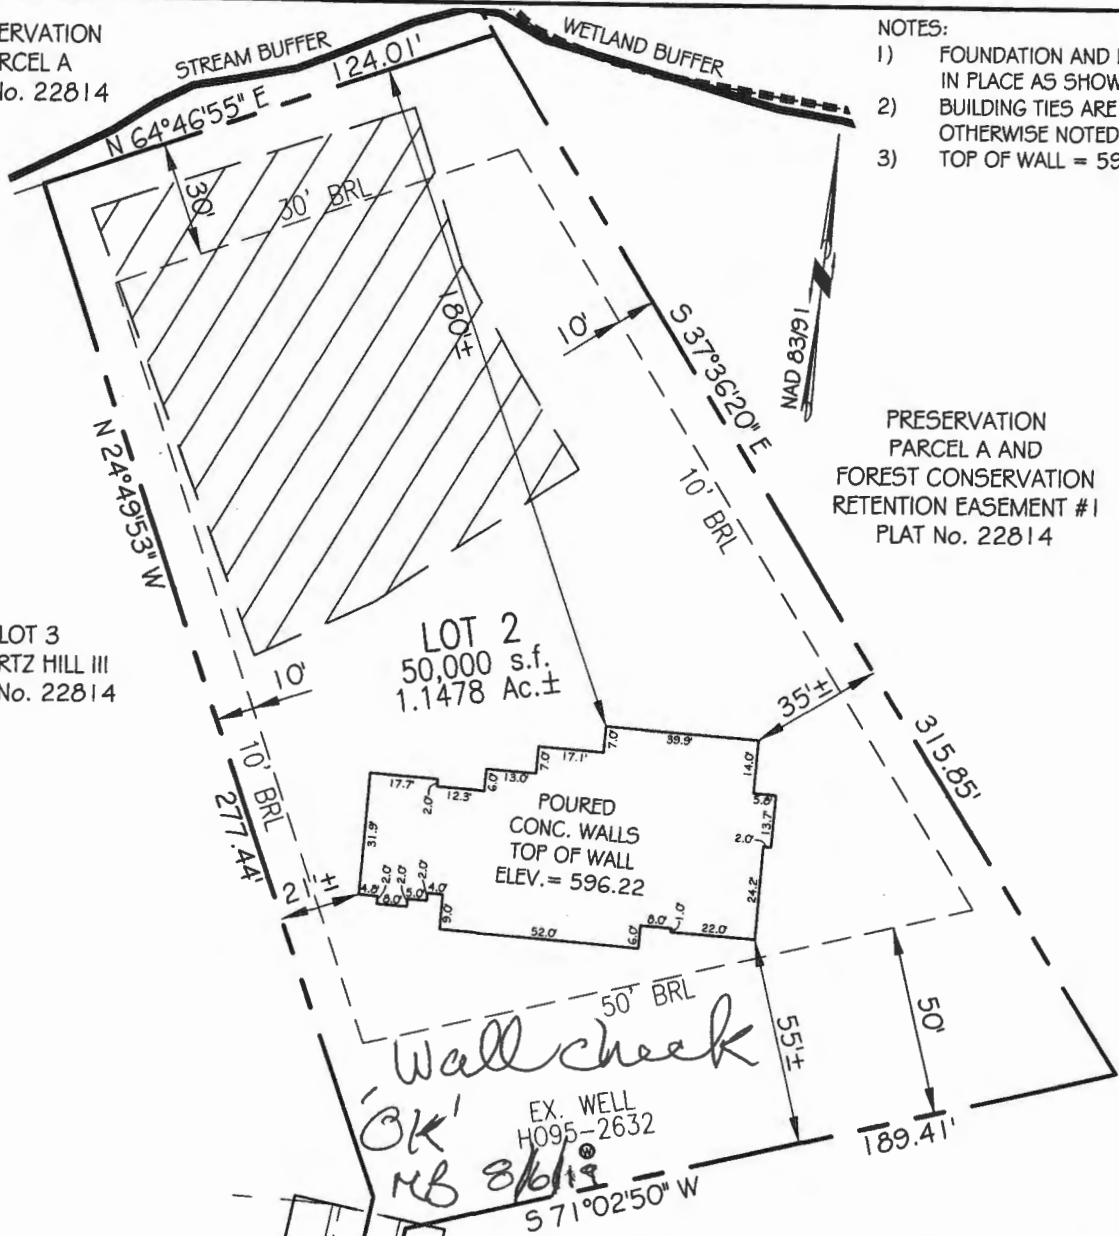 ERVATION
RCEL A
No. 22814
STREAM BUFFER
WETLAND BUFFER
NOTES:
1) FOUNDATION AND
IN PLACE AS SHOW
2) BUILDING TIES ARE
OTHERWISE NOTED
3) TOP OF WALL = 59
N 64°46'55" E
124.01'
30'
30' BRL
180'±
10'
S 37°36'20" E
NAD 83/91
PRESERVATION
PARCEL A AND
FOREST CONSERVATION
RETENTION EASEMENT #1
PLAT No. 22814
N 24°49'53" W
10' BRL
LOT 3
RTZ HILL III
No. 22814
LOT 2
50,000 s.f.
1.1478 Ac.±
10'
35'±
315.85'
10' BRL
277.44'
39.9'
7.0'
17.1'
7.0'
13.0'
6.0'
12.3'
2.0'
17.7'
31.9'
14.0'
5.8'
13.7'
2.0'
24.2'
POURED
CONC. WALLS
TOP OF WALL
ELEV.= 596.22
4.8'
2.0'
8.0'
2.0'
5.0'
2.0'
4.0'
9.0'
52.0'
6.0'
8.0'
1.0'
22.0'
50' BRL
55'±
50'
Wall check
'OK'
EX. WELL
HO95-2632
MB 8/6/19
189.41'
S 71°02'50" W